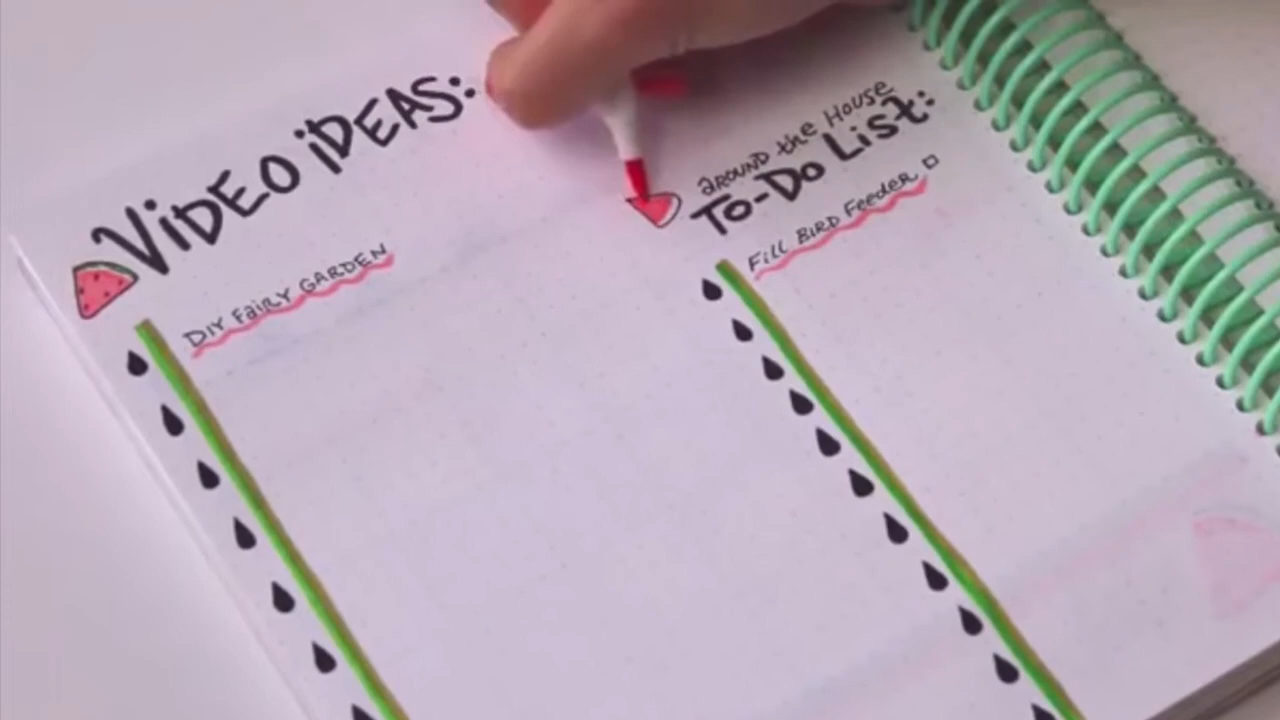 ViDEO iDEAS:
DIY FAiRY GARDEN
aROUND the HOUSE
To-Do LiSt:
Fill BIRD Feeder